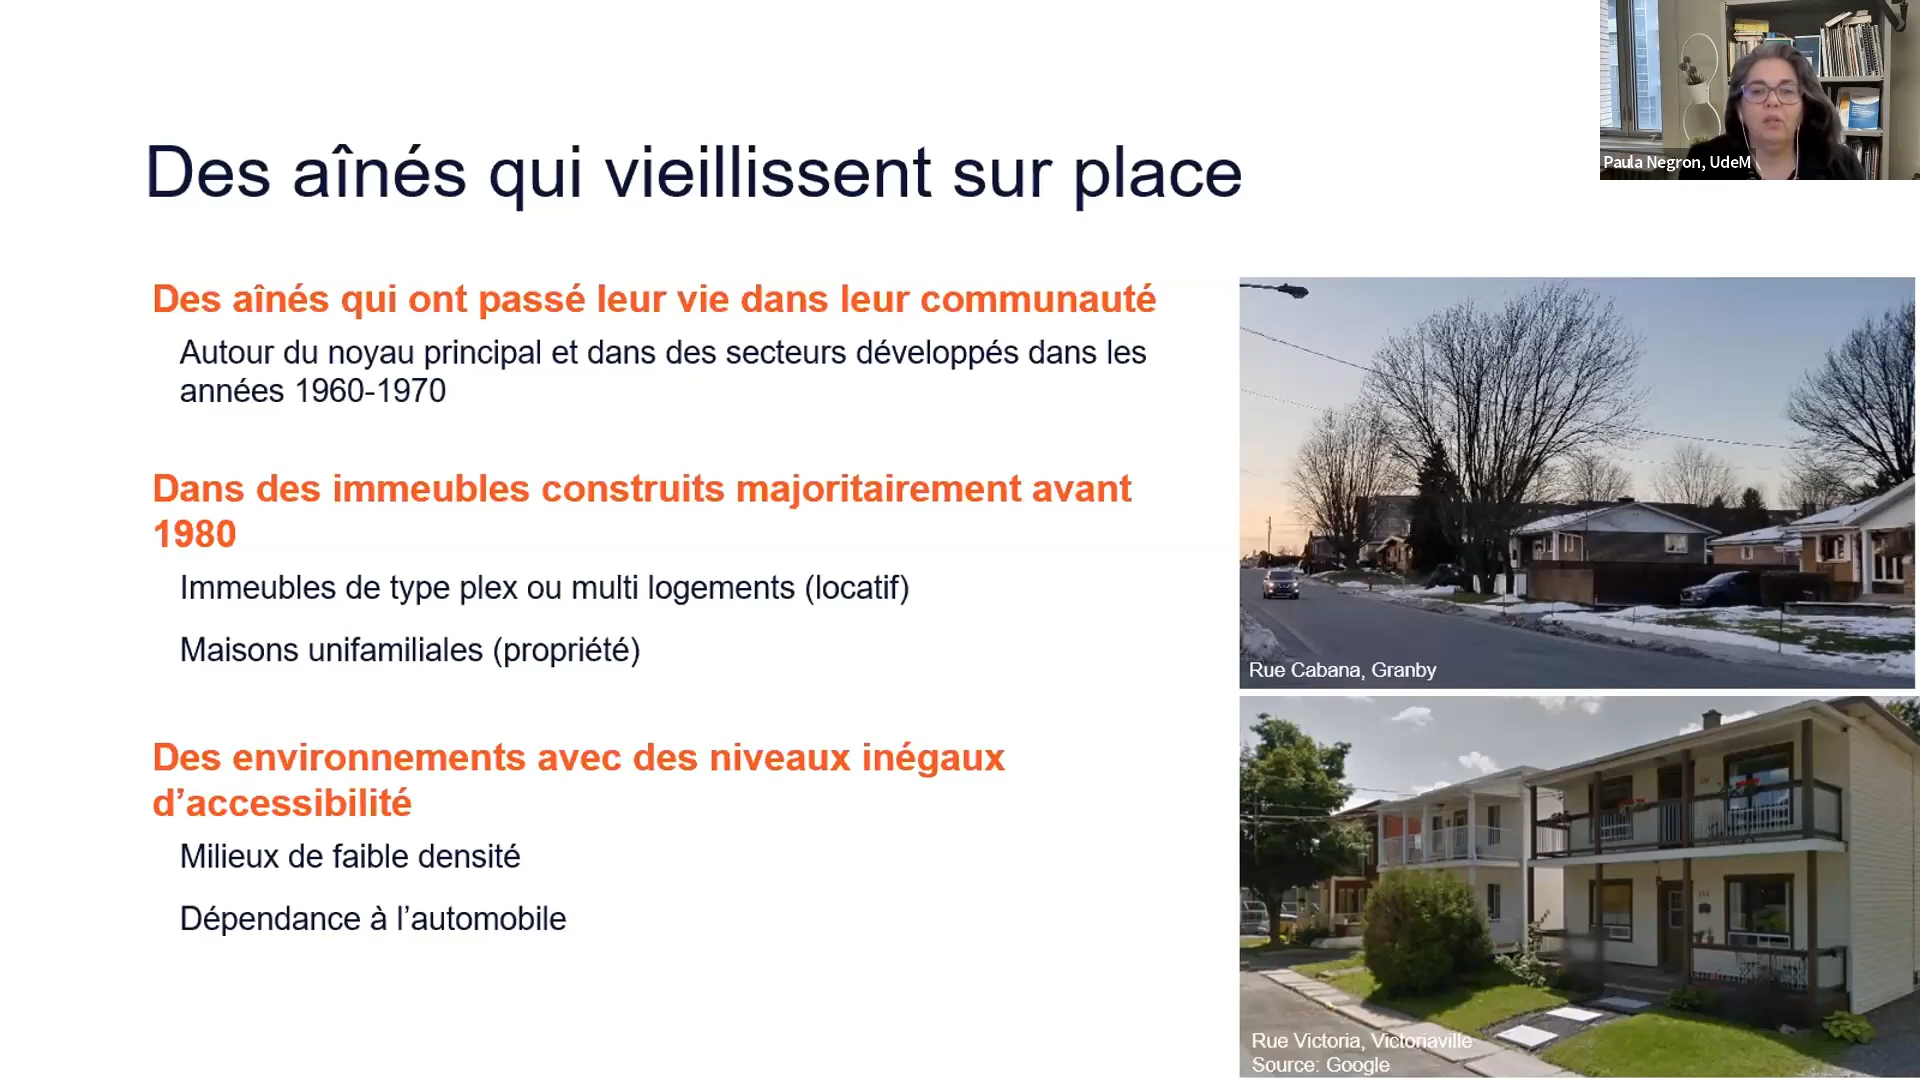 Des aînés qui vieillissent sur place
Paula Negron, UdeM
Des aînés qui ont passé leur vie dans leur communauté
Autour du noyau principal et dans des secteurs développés dans les
années 1960-1970
Dans des immeubles construits majoritairement avant
1980
Immeubles de type plex ou multi logements (locatif)
Maisons unifamiliales (propriété)
Des environnements avec des niveaux inégaux
d’accessibilité
Milieux de faible densité
Dépendance à l’automobile
Rue Cabana, Granby
Rue Victoria, Victoriaville
Source: Google